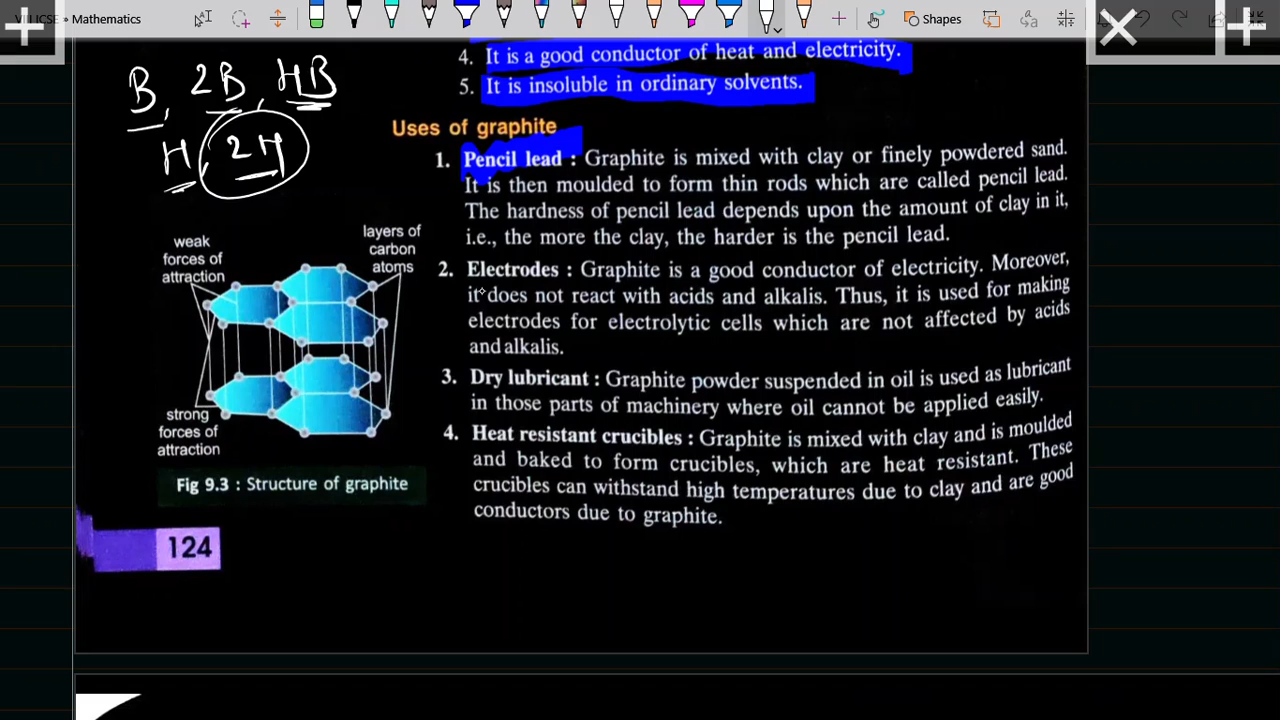 VIII ICSE » Mathematics
Shapes
B, 2B, HB
H, 2H
4. It is a good conductor of heat and electricity.
5. It is insoluble in ordinary solvents.
Uses of graphite
1. Pencil lead : Graphite is mixed with clay or finely powdered sand.
It is then moulded to form thin rods which are called pencil lead.
The hardness of pencil lead depends upon the amount of clay in it,
i.e., the more the clay, the harder is the pencil lead.
2. Electrodes : Graphite is a good conductor of electricity. Moreover,
it does not react with acids and alkalis. Thus, it is used for making
electrodes for electrolytic cells which are not affected by acids
and alkalis.
3. Dry lubricant : Graphite powder suspended in oil is used as lubricant
in those parts of machinery where oil cannot be applied easily.
4. Heat resistant crucibles : Graphite is mixed with clay and is moulded
and baked to form crucibles, which are heat resistant. These
crucibles can withstand high temperatures due to clay and are good
conductors due to graphite.
weak
forces of
attraction
layers of
carbon
atoms
strong
forces of
attraction
Fig 9.3 : Structure of graphite
124